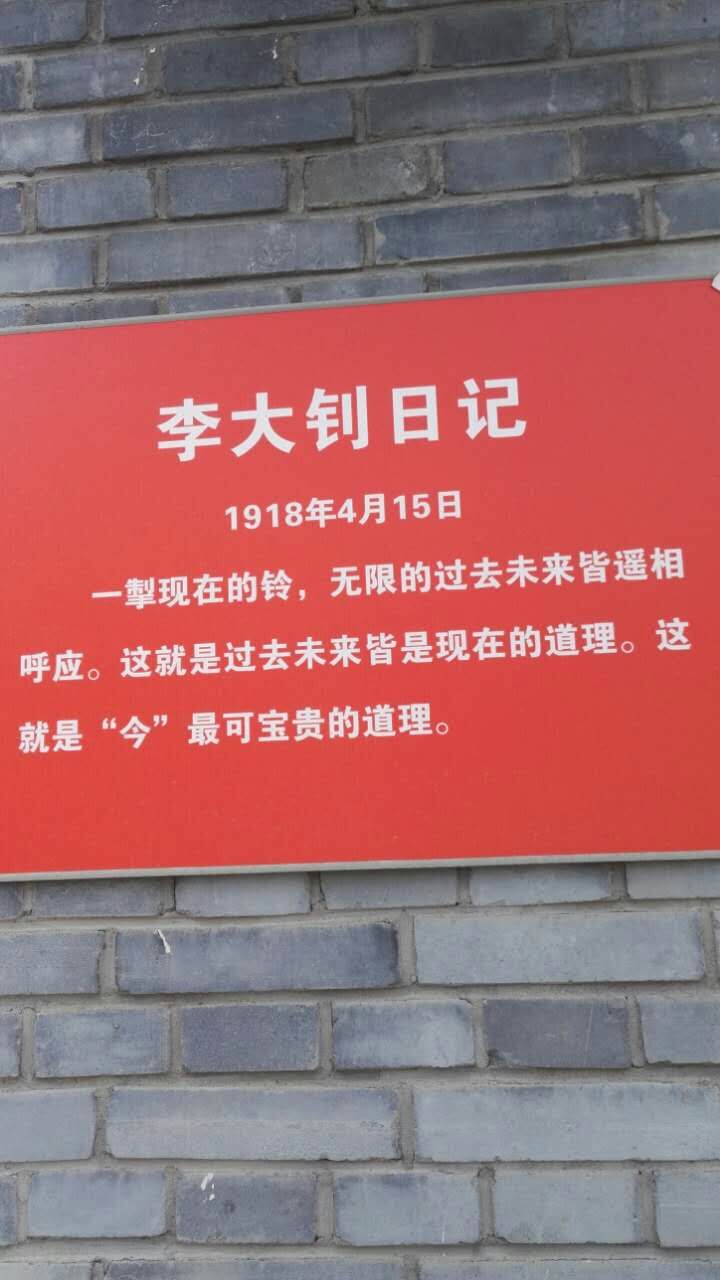 李大钊日记
1918年4月15日
一掣现在的铃，无限的过去未来皆遥相
呼应。这就是过去未来皆是现在的道理。这
就是“今”最可宝贵的道理。